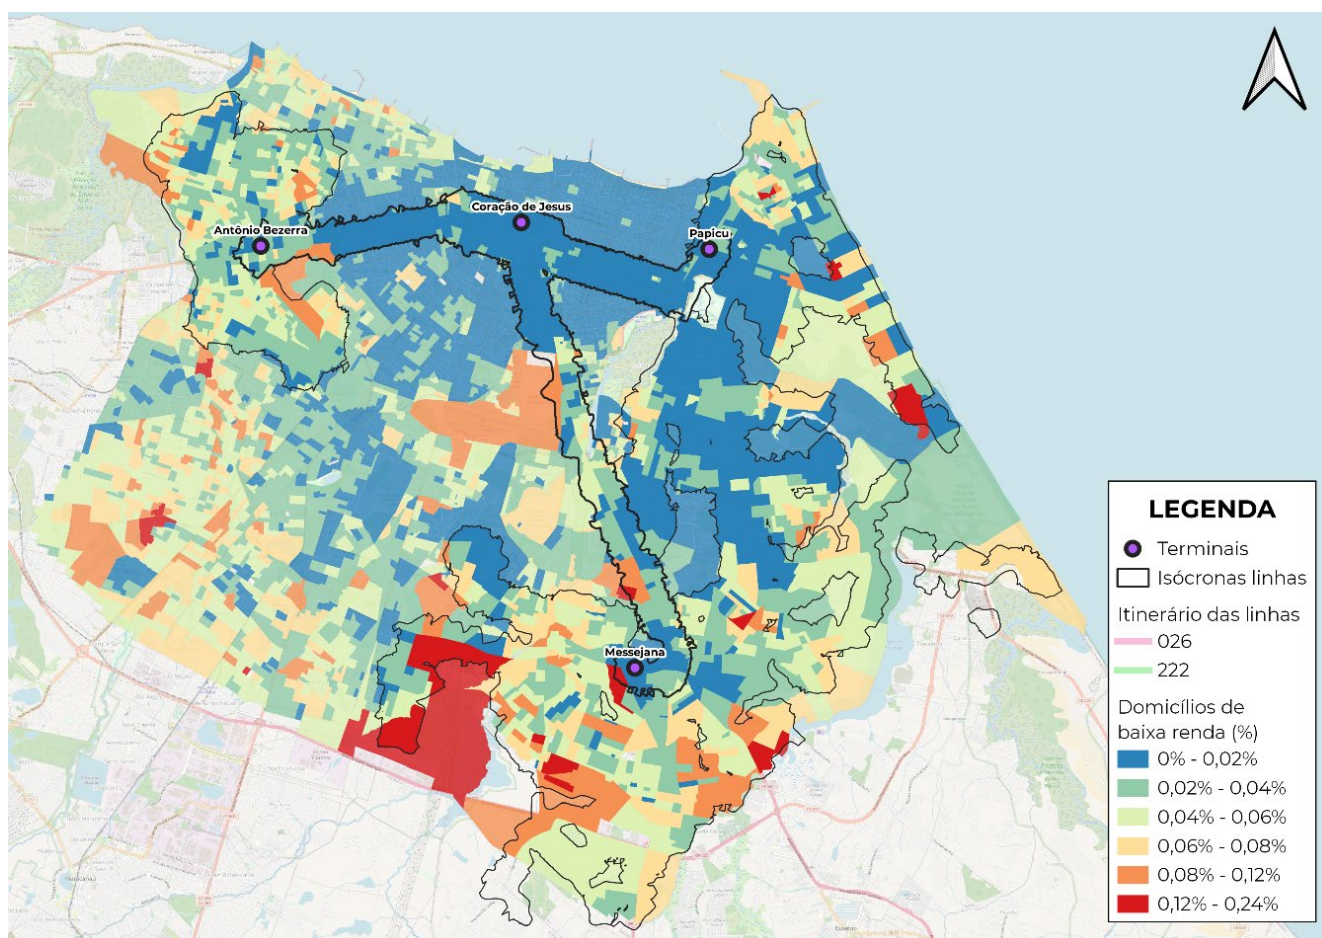 Coração de Jesus
Antônio Bezerra
Papicu
Messejana
LEGENDA
Terminais
Isócronas linhas
Itinerário das linhas
026
222
Domicílios de
baixa renda (%)
0% - 0,02%
0,02% - 0,04%
0,04% - 0,06%
0,06% - 0,08%
0,08% - 0,12%
0,12% - 0,24%